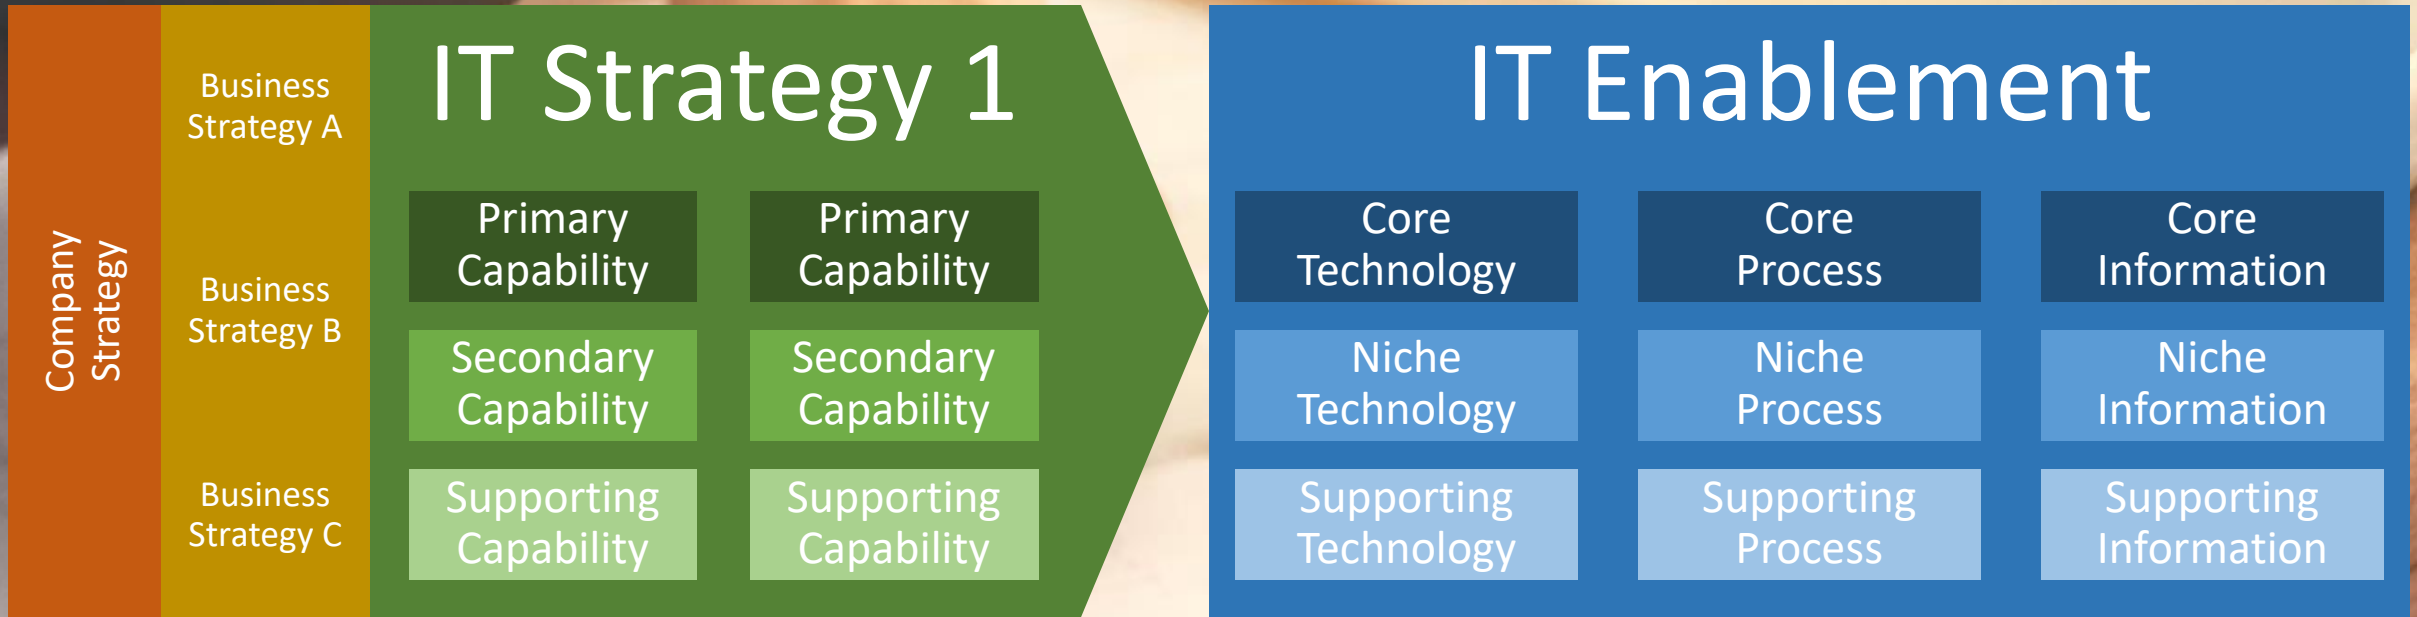 Company
Strategy
Business
Strategy A
Business
Strategy B
Business
Strategy C
IT Strategy 1
Primary
Capability
Primary
Capability
Secondary
Capability
Secondary
Capability
Supporting
Capability
Supporting
Capability
IT Enablement
Core
Technology
Core
Process
Core
Information
Niche
Technology
Niche
Process
Niche
Information
Supporting
Technology
Supporting
Process
Supporting
Information